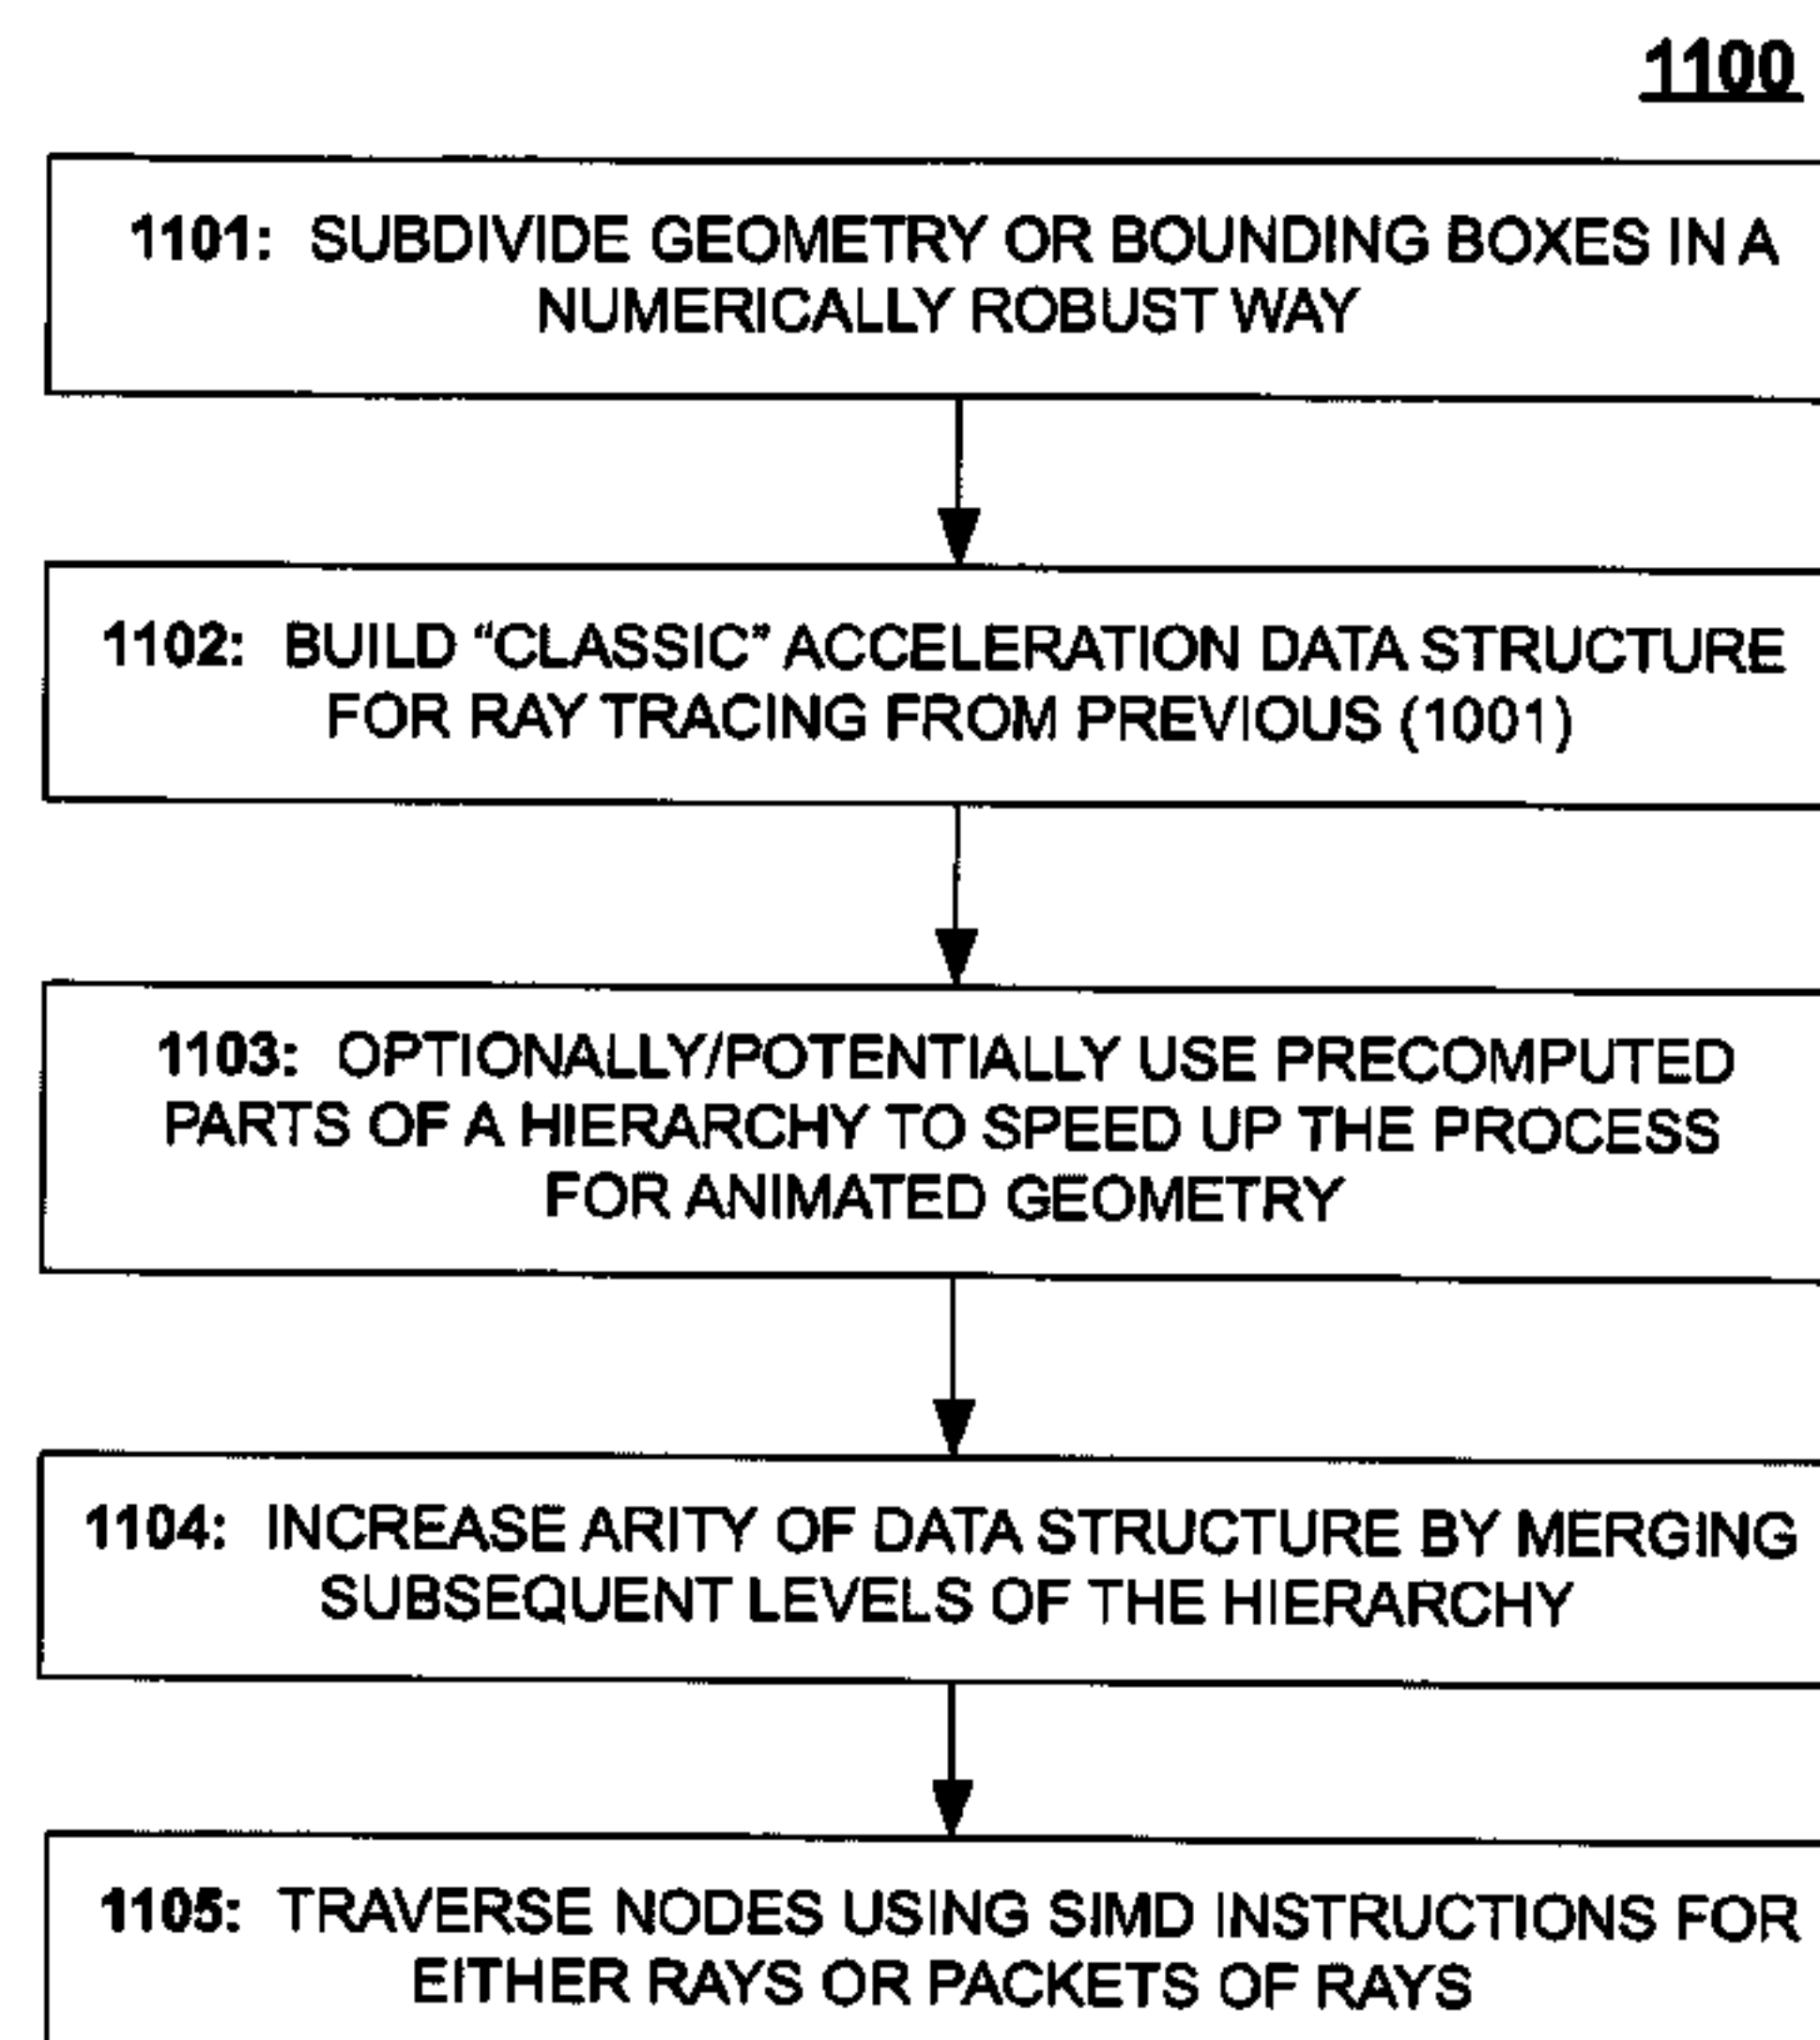 1100
1101: SUBDIVIDE GEOMETRY OR BOUNDING BOXES IN A
NUMERICALLY ROBUST WAY
1102: BUILD “CLASSIC” ACCELERATION DATA STRUCTURE
FOR RAY TRACING FROM PREVIOUS (1001)
1103: OPTIONALLY/POTENTIALLY USE PRECOMPUTED
PARTS OF A HIERARCHY TO SPEED UP THE PROCESS
FOR ANIMATED GEOMETRY
1104: INCREASE ARITY OF DATA STRUCTURE BY MERGING
SUBSEQUENT LEVELS OF THE HIERARCHY
1105: TRAVERSE NODES USING SIMD INSTRUCTIONS FOR
EITHER RAYS OR PACKETS OF RAYS